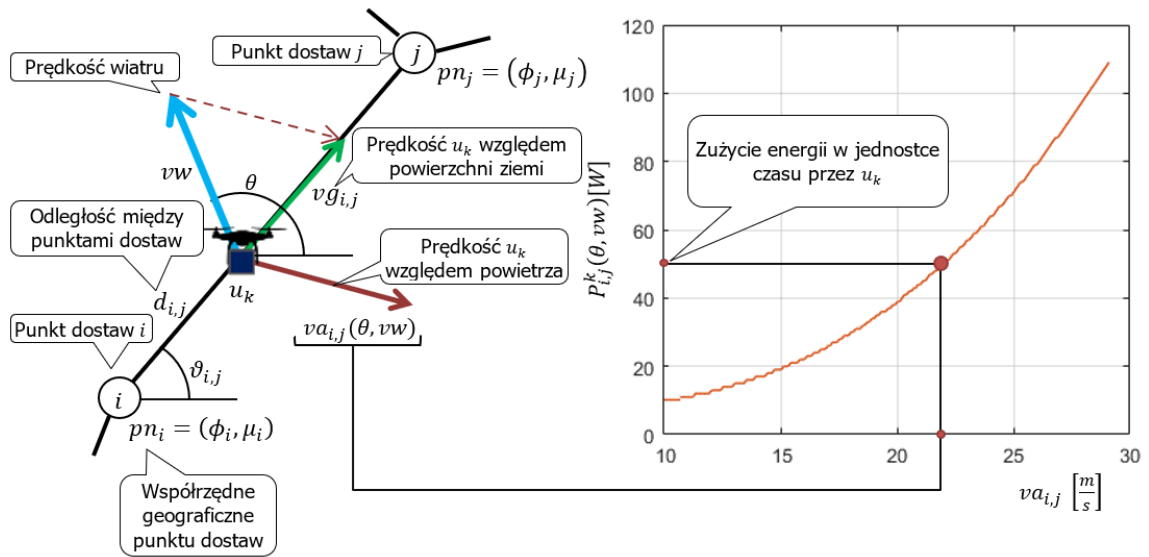 Punkt dostaw j
j
pn_j = (ϕ_j, μ_j)
Prędkość wiatru
vw
θ
Prędkość u_k względem
powierzchni ziemi
vg_{i,j}
Odległość między
punktami dostaw
u_k
Prędkość u_k
względem powietrza
d_{i,j}
va_{i,j}(θ, vw)
Punkt dostaw i
ϑ_{i,j}
i
pn_i = (ϕ_i, μ_i)
Współrzędne
geograficzne
punktu dostaw
P^k_{i,j}(θ, vw)[W]
120
100
80
60
40
20
0
Zużycie energii w jednostce
czasu przez u_k
10 15 20 25 30
va_{i,j} [m/s]